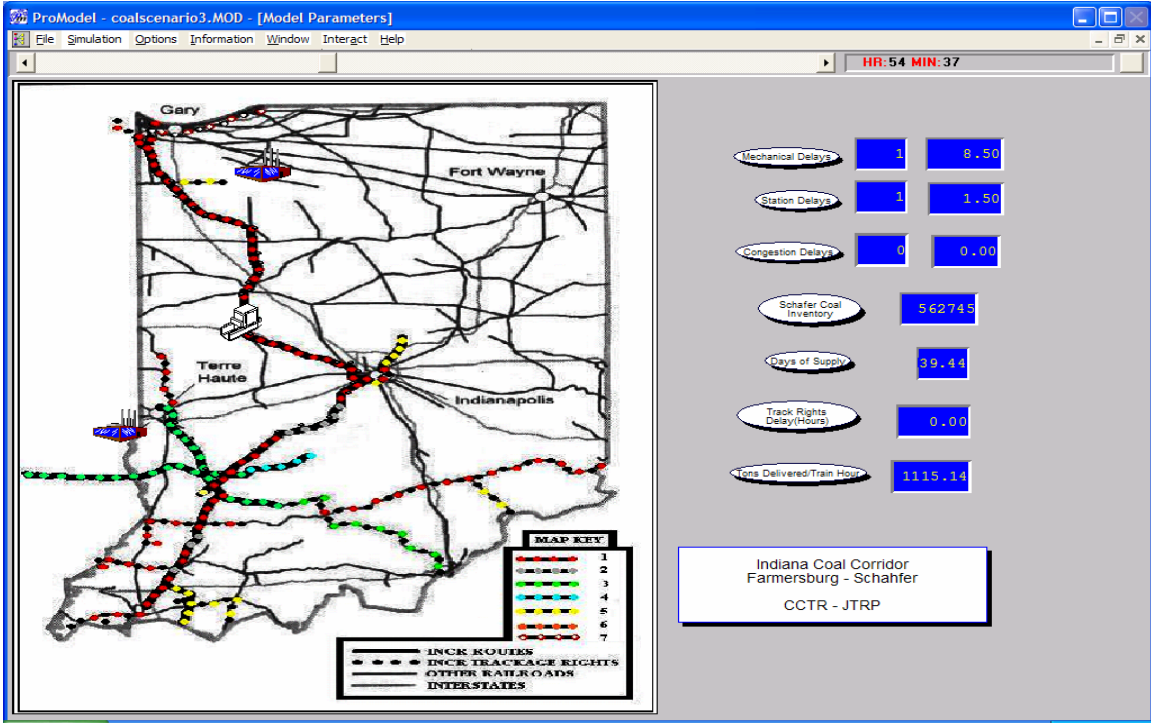 ProModel - coalscenario3.MOD - [Model Parameters]
File Simulation Options Information Window Interact Help
HR:54 MIN:37
Gary
Fort Wayne
Terre
Haute
Indianapolis
MAP KEY
1
2
3
4
5
6
7
INCR ROUTES
INCR TRACKAGE RIGHTS
OTHER RAILROADS
INTERSTATES
Mechanical Delays 1 8.50
Station Delays 1 1.50
Congestion Delays 0 0.00
Schafer Coal
Inventory
562745
Days of Supply 39.44
Track Rights
Delay(Hours)
0.00
Tons Delivered/Train Hour 1115.14
Indiana Coal Corridor
Farmersburg - Schahfer
CCTR - JTRP